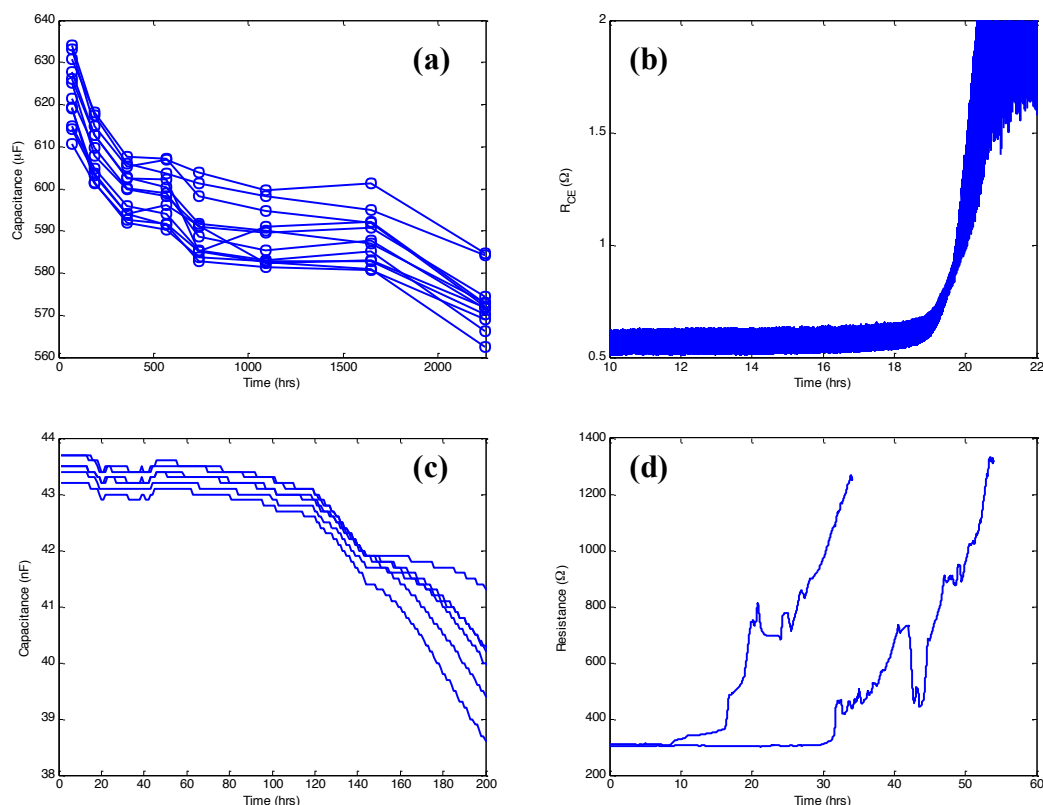 640
630
620
610
600
590
580
570
560
Capacitance (μF)
(a)
0 500 1000 1500 2000
Time (hrs)
2
1.5
1
0.5
R_CE (Ω)
(b)
10 12 14 16 18 20 22
Time (hrs)
44
43
42
41
40
39
38
Capacitance (nF)
(c)
0 20 40 60 80 100 120 140 160 180 200
Time (hrs)
1400
1200
1000
800
600
400
200
Resistance (Ω)
(d)
0 10 20 30 40 50 60
Time (hrs)